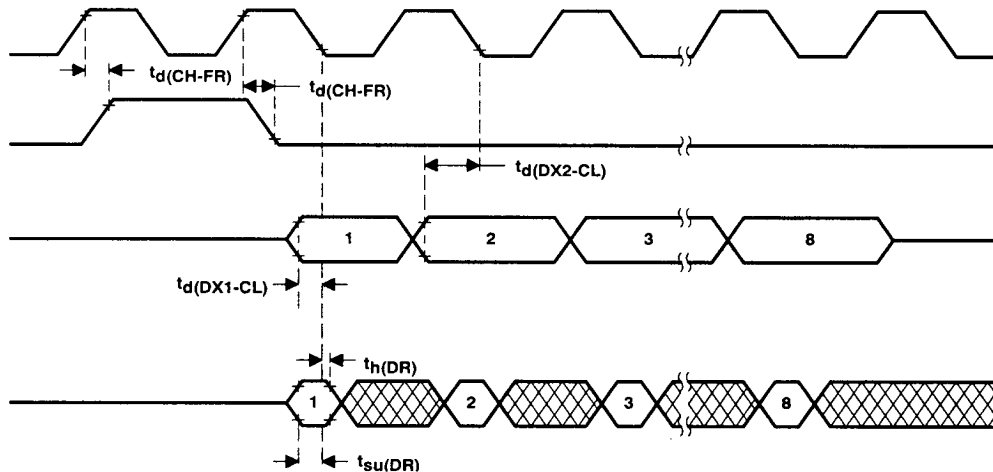 td(CH-FR)
td(CH-FR)
td(DX2-CL)
1 2 3 8
td(DX1-CL)
th(DR)
1 2 3 8
tsu(DR)